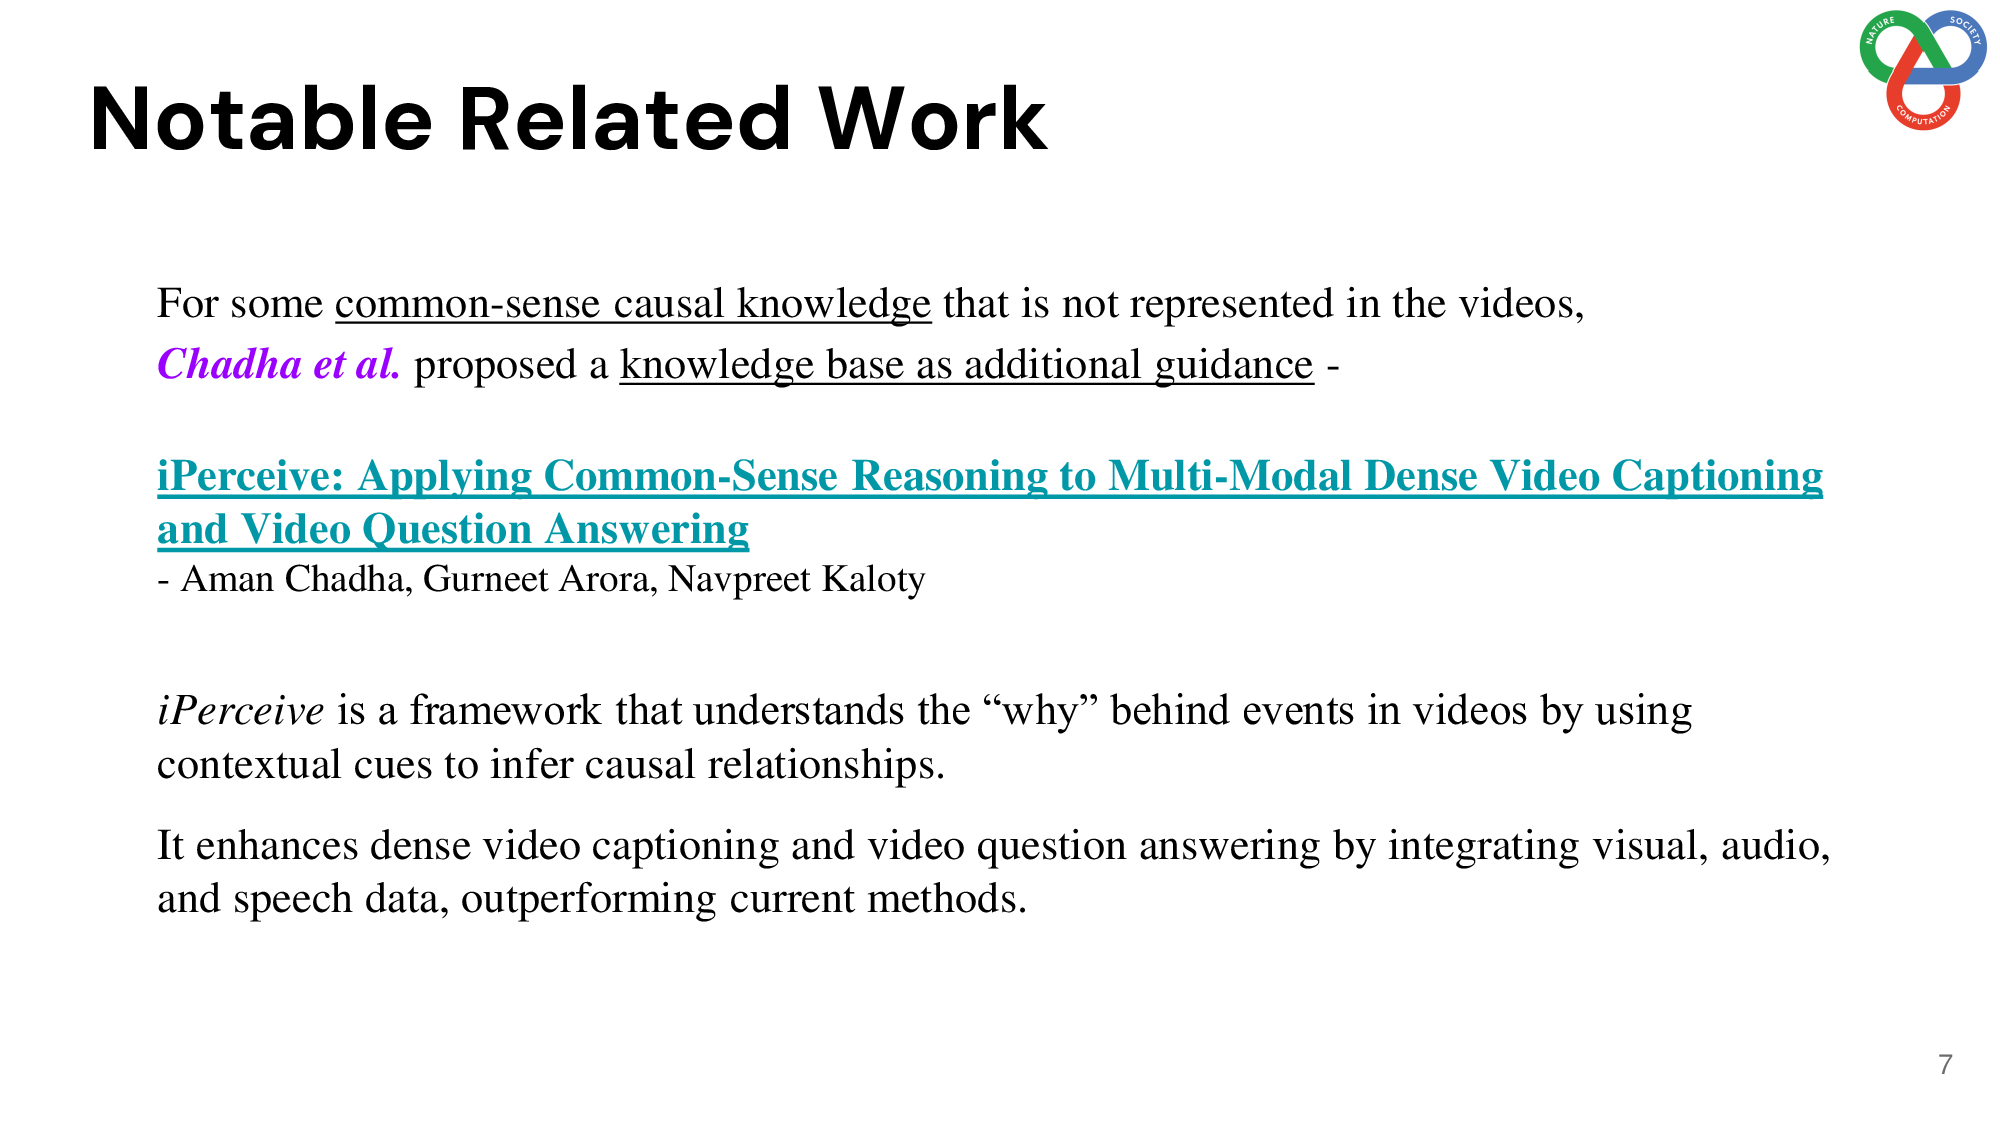 NATURE
SOCIETY
COMPUTATION
Notable Related Work
For some common-sense causal knowledge that is not represented in the videos,
Chadha et al. proposed a knowledge base as additional guidance -
iPerceive: Applying Common-Sense Reasoning to Multi-Modal Dense Video Captioning
and Video Question Answering
- Aman Chadha, Gurneet Arora, Navpreet Kaloty
iPerceive is a framework that understands the “why” behind events in videos by using
contextual cues to infer causal relationships.
It enhances dense video captioning and video question answering by integrating visual, audio,
and speech data, outperforming current methods.
7